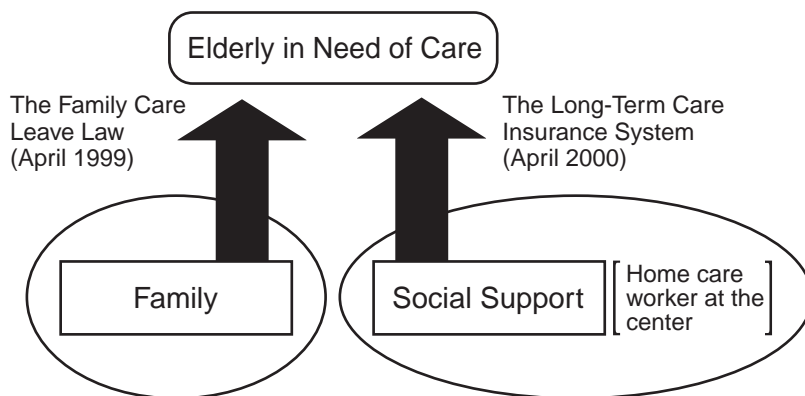 Elderly in Need of Care
The Family Care
Leave Law
(April 1999)
The Long-Term Care
Insurance System
(April 2000)
Family
Social Support
Home care
worker at the
center